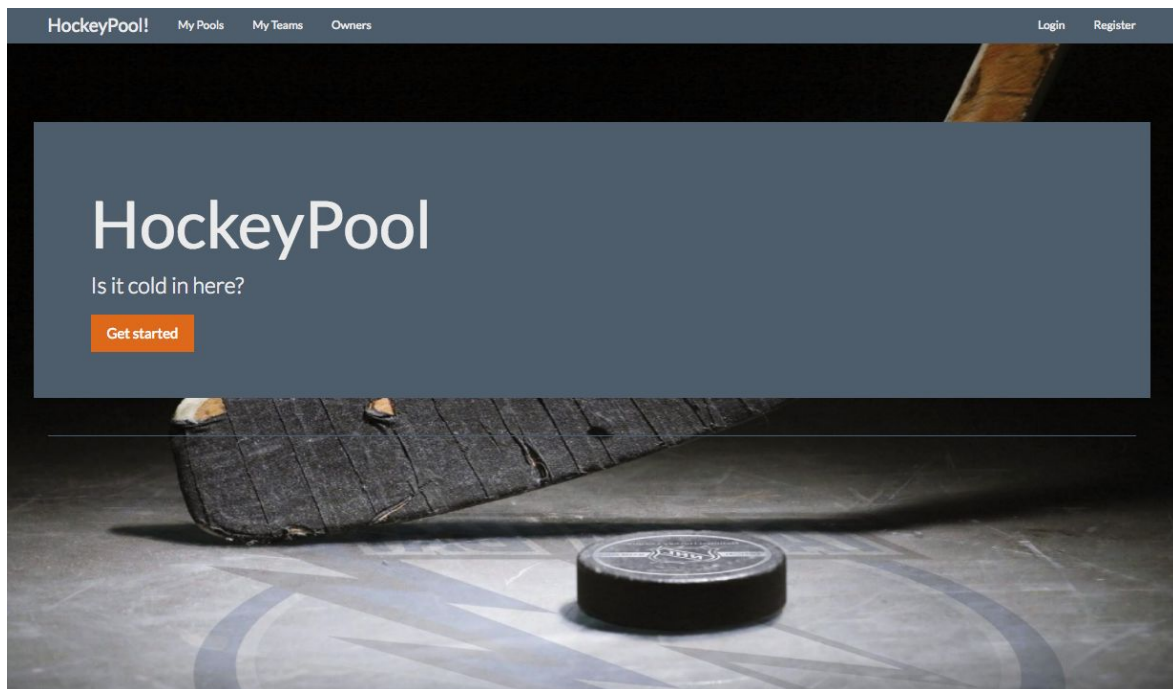 HockeyPool! My Pools My Teams Owners Login Register
HockeyPool
Is it cold in here?
Get started